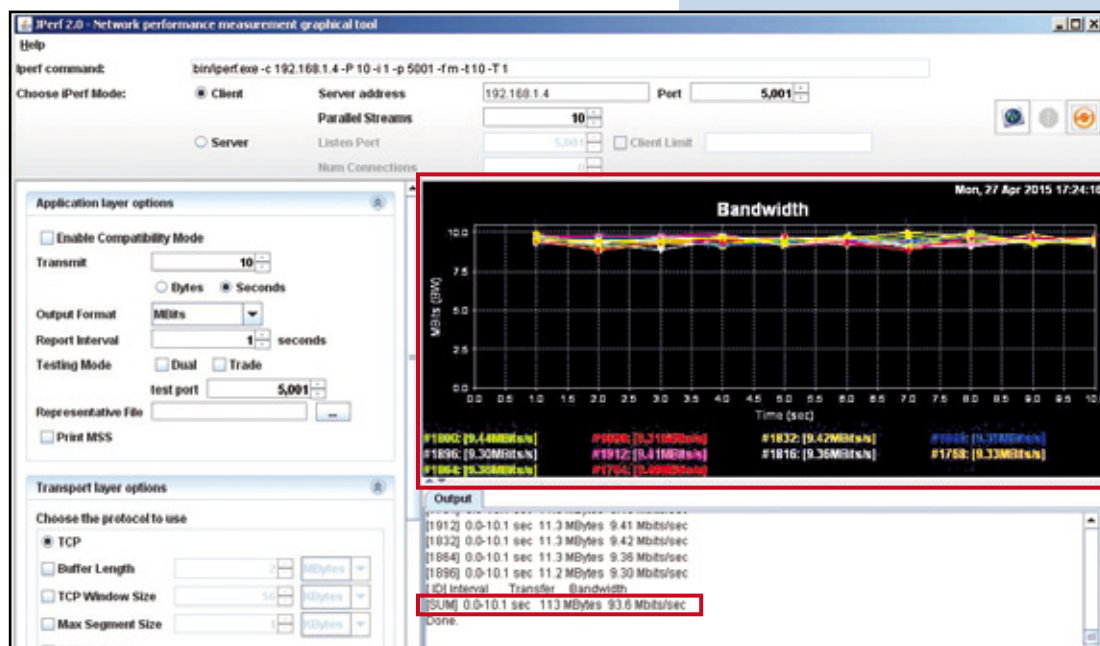 JPerf 2.0 - Network performance measurement graphical tool
Help
Iperf command:
bin/iperf.exe -c 192.168.1.4 -P 10 -i 1 -p 5001 -f m -t 10 -T 1
Choose iPerf Mode:
Client
Server address
192.168.1.4
Port
5,001
Parallel Streams
10
Server
Listen Port
5,001
Client Limit
Num Connections
0
Application layer options
Enable Compatibility Mode
Transmit
10
Bytes
Seconds
Output Format
MBits
Report Interval
1
seconds
Testing Mode
Dual
Trade
test port
5,001
Representative File
...
Print MSS
Transport layer options
Choose the protocol to use
TCP
Buffer Length
2
MBytes
TCP Window Size
56
KBytes
Max Segment Size
1
KBytes
Mon, 27 Apr 2015 17:24:16
Bandwidth
MBits (BW)
10.0
7.5
5.0
2.5
0.0
0.0 0.5 1.0 1.5 2.0 2.5 3.0 3.5 4.0 4.5 5.0 5.5 6.0 6.5 7.0 7.5 8.0 8.5 9.0 9.5 10.
Time (sec)
[9.44MBits/s]
#1832: [9.42MBits/s]
#1896: [9.30MBits/s]
#1912: [9.41MBits/s]
#1816: [9.36MBits/s]
#1768: [9.33MBits/s]
Output
[1912] 0.0-10.1 sec 11.3 MBytes 9.41 Mbits/sec
[1832] 0.0-10.1 sec 11.3 MBytes 9.42 Mbits/sec
[1864] 0.0-10.1 sec 11.3 MBytes 9.36 Mbits/sec
[1896] 0.0-10.1 sec 11.2 MBytes 9.30 Mbits/sec
[ ID] Interval Transfer Bandwidth
[SUM] 0.0-10.1 sec 113 MBytes 93.6 Mbits/sec
Done.